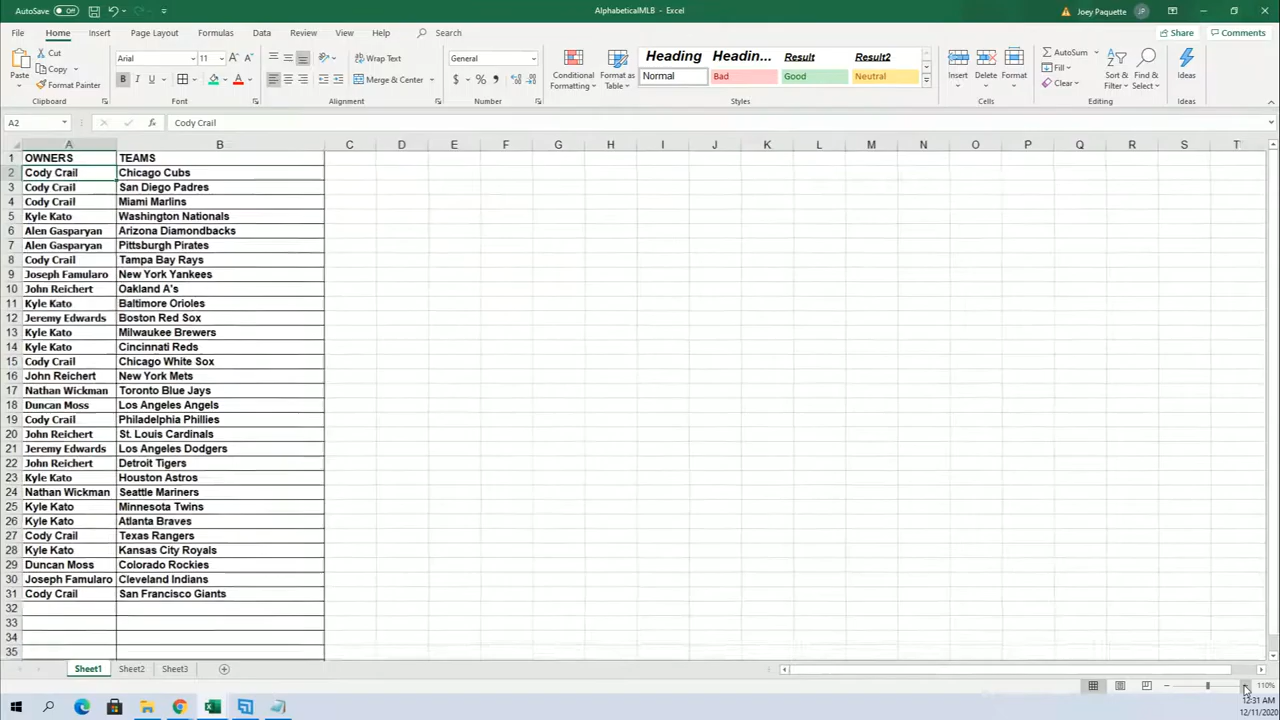 AutoSave Off AlphabeticalMLB - Excel Joey Paquette JP
File Home Insert Page Layout Formulas Data Review View Help Search Share Comments
Paste Cut Copy Format Painter Clipboard
Arial 11 B I U A Font
Wrap Text Merge & Center Alignment
General $ % , Number
Conditional Formatting Format as Table
Heading Headin... Result Result2
Normal Bad Good Neutral
Styles
Insert Delete Format Cells
AutoSum Fill Clear Sort & Filter Find & Select Editing
Ideas Ideas
A2 fx Cody Crail
A B C D E F G H I J K L M N O P Q R S T
1 OWNERS TEAMS
2 Cody Crail Chicago Cubs
3 Cody Crail San Diego Padres
4 Cody Crail Miami Marlins
5 Kyle Kato Washington Nationals
6 Alen Gasparyan Arizona Diamondbacks
7 Alen Gasparyan Pittsburgh Pirates
8 Cody Crail Tampa Bay Rays
9 Joseph Famularo New York Yankees
10 John Reichert Oakland A's
11 Kyle Kato Baltimore Orioles
12 Jeremy Edwards Boston Red Sox
13 Kyle Kato Milwaukee Brewers
14 Kyle Kato Cincinnati Reds
15 Cody Crail Chicago White Sox
16 John Reichert New York Mets
17 Nathan Wickman Toronto Blue Jays
18 Duncan Moss Los Angeles Angels
19 Cody Crail Philadelphia Phillies
20 John Reichert St. Louis Cardinals
21 Jeremy Edwards Los Angeles Dodgers
22 John Reichert Detroit Tigers
23 Kyle Kato Houston Astros
24 Nathan Wickman Seattle Mariners
25 Kyle Kato Minnesota Twins
26 Kyle Kato Atlanta Braves
27 Cody Crail Texas Rangers
28 Kyle Kato Kansas City Royals
29 Duncan Moss Colorado Rockies
30 Joseph Famularo Cleveland Indians
31 Cody Crail San Francisco Giants
32
33
34
35
Sheet1 Sheet2 Sheet3
110%
12:31 AM
12/11/2020